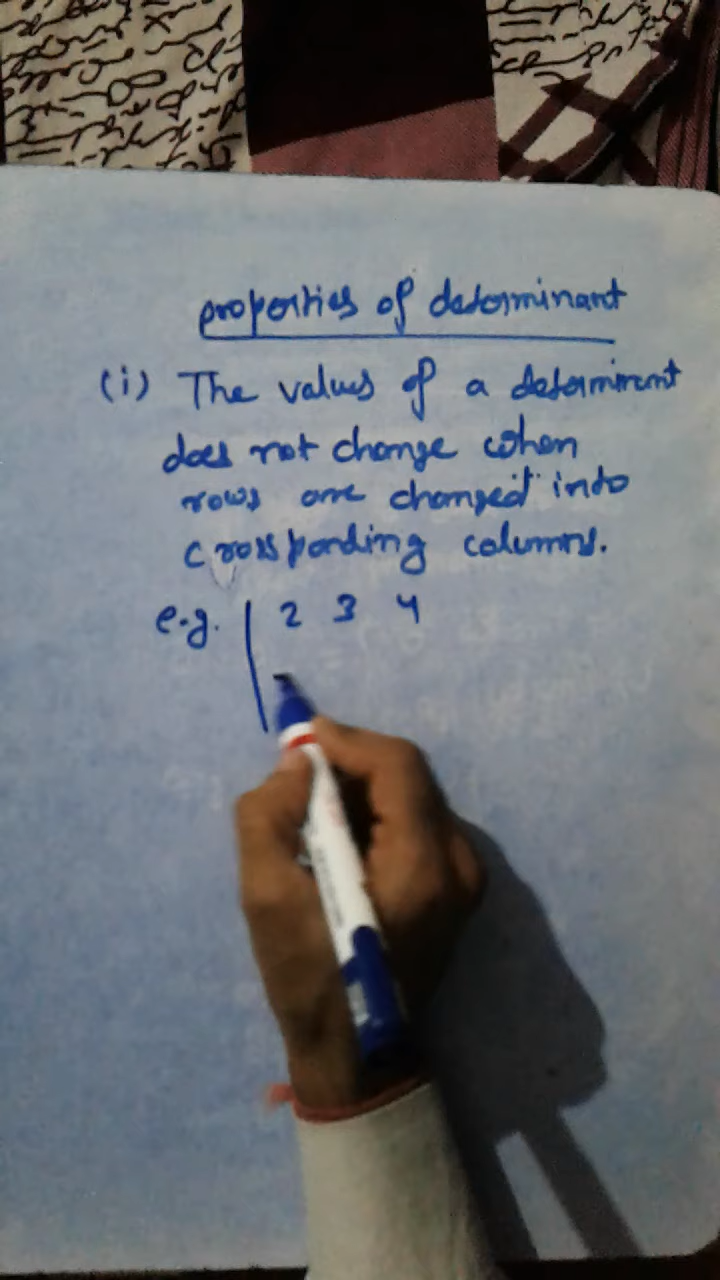 properties of determinant
(i) The values of a determinant
does not change when
rows are changed into
crossponding columns.
e.g. | 2 3 4